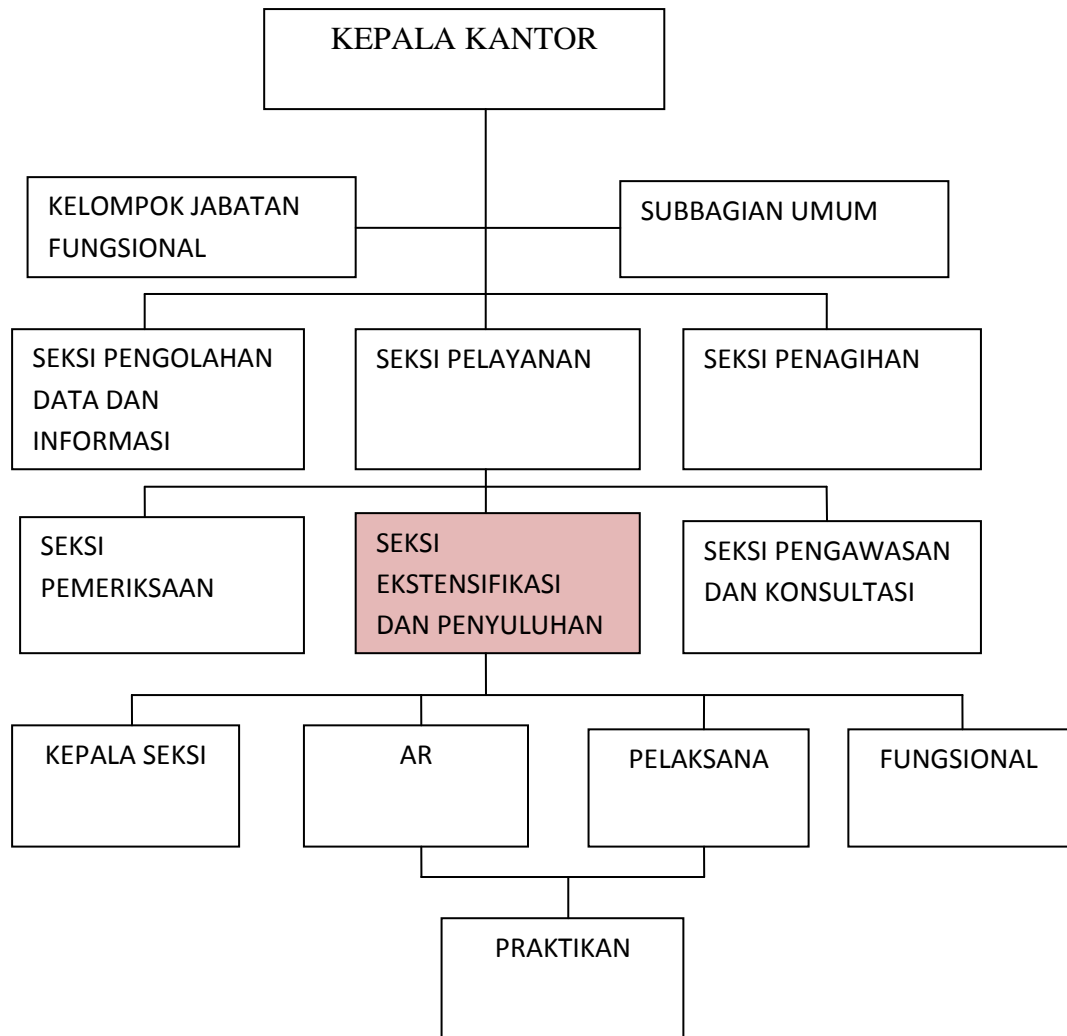 KEPALA KANTOR
KELOMPOK JABATAN
FUNGSIONAL
SUBBAGIAN UMUM
SEKSI PENGOLAHAN
DATA DAN
INFORMASI
SEKSI PELAYANAN
SEKSI PENAGIHAN
SEKSI
PEMERIKSAAN
SEKSI
EKSTENSIFIKASI
DAN PENYULUHAN
SEKSI PENGAWASAN
DAN KONSULTASI
KEPALA SEKSI
AR
PELAKSANA
FUNGSIONAL
PRAKTIKAN